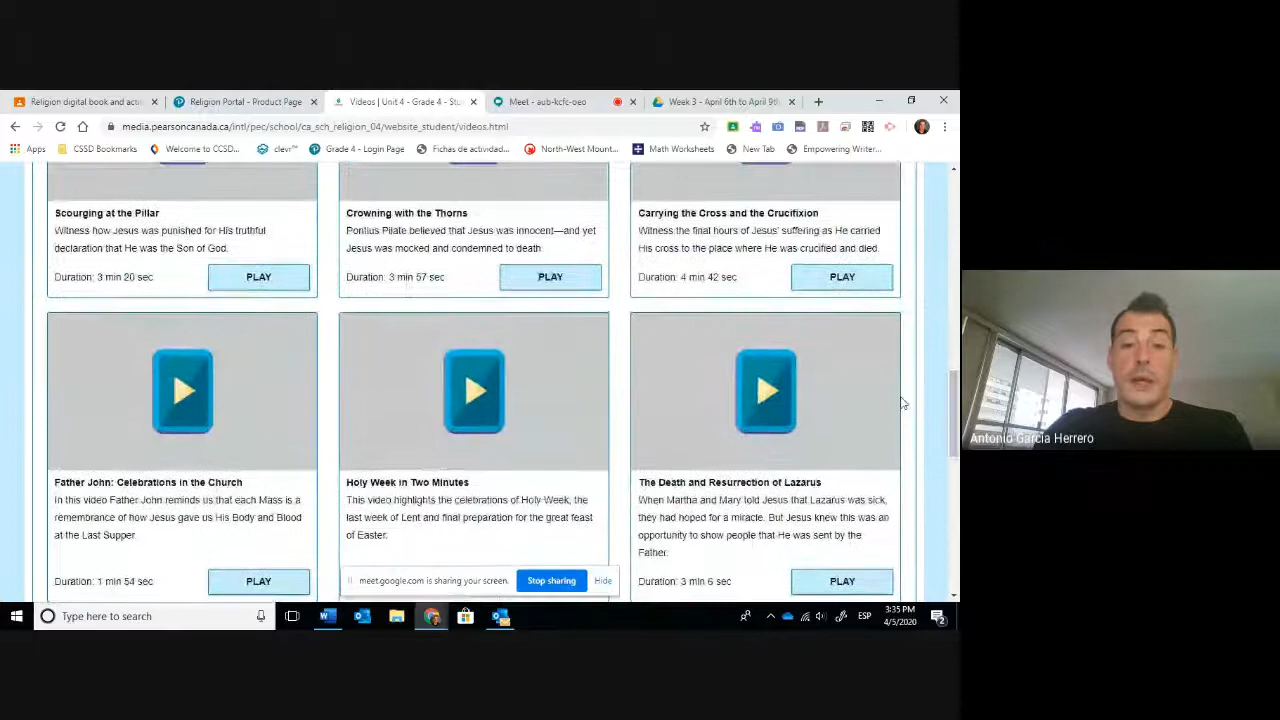 Religion digital book and acti
Religion Portal - Product Page
Videos | Unit 4 - Grade 4 - Stu
Meet - aub-kcfc-oeo
Week 3 - April 6th to April 9th
media.pearsoncanada.ca/intl/pec/school/ca_sch_religion_04/website_student/videos.html
Apps
CSSD Bookmarks
Welcome to CCSD...
clevr™
Grade 4 - Login Page
Fichas de actividad...
North-West Mount...
Math Worksheets
New Tab
Empowering Writer...
Scourging at the Pillar
Witness how Jesus was punished for His truthful
declaration that He was the Son of God.
Duration: 3 min 20 sec
PLAY
Crowning with the Thorns
Pontius Pilate believed that Jesus was innocent—and yet
Jesus was mocked and condemned to death
Duration: 3 min 57 sec
PLAY
Carrying the Cross and the Crucifixion
Witness the final hours of Jesus' suffering as He carried
His cross to the place where He was crucified and died.
Duration: 4 min 42 sec
PLAY
Father John: Celebrations in the Church
In this video Father John reminds us that each Mass is a
remembrance of how Jesus gave us His Body and Blood
at the Last Supper.
Duration: 1 min 54 sec
PLAY
Holy Week in Two Minutes
This video highlights the celebrations of Holy Week, the
last week of Lent and final preparation for the great feast
of Easter.
The Death and Resurrection of Lazarus
When Martha and Mary told Jesus that Lazarus was sick,
they had hoped for a miracle. But Jesus knew this was an
opportunity to show people that He was sent by the
Father.
Duration: 3 min 6 sec
PLAY
meet.google.com is sharing your screen.
Stop sharing
Hide
Antonio Garcia Herrero
Type here to search
ESP
3:35 PM
4/5/2020
2